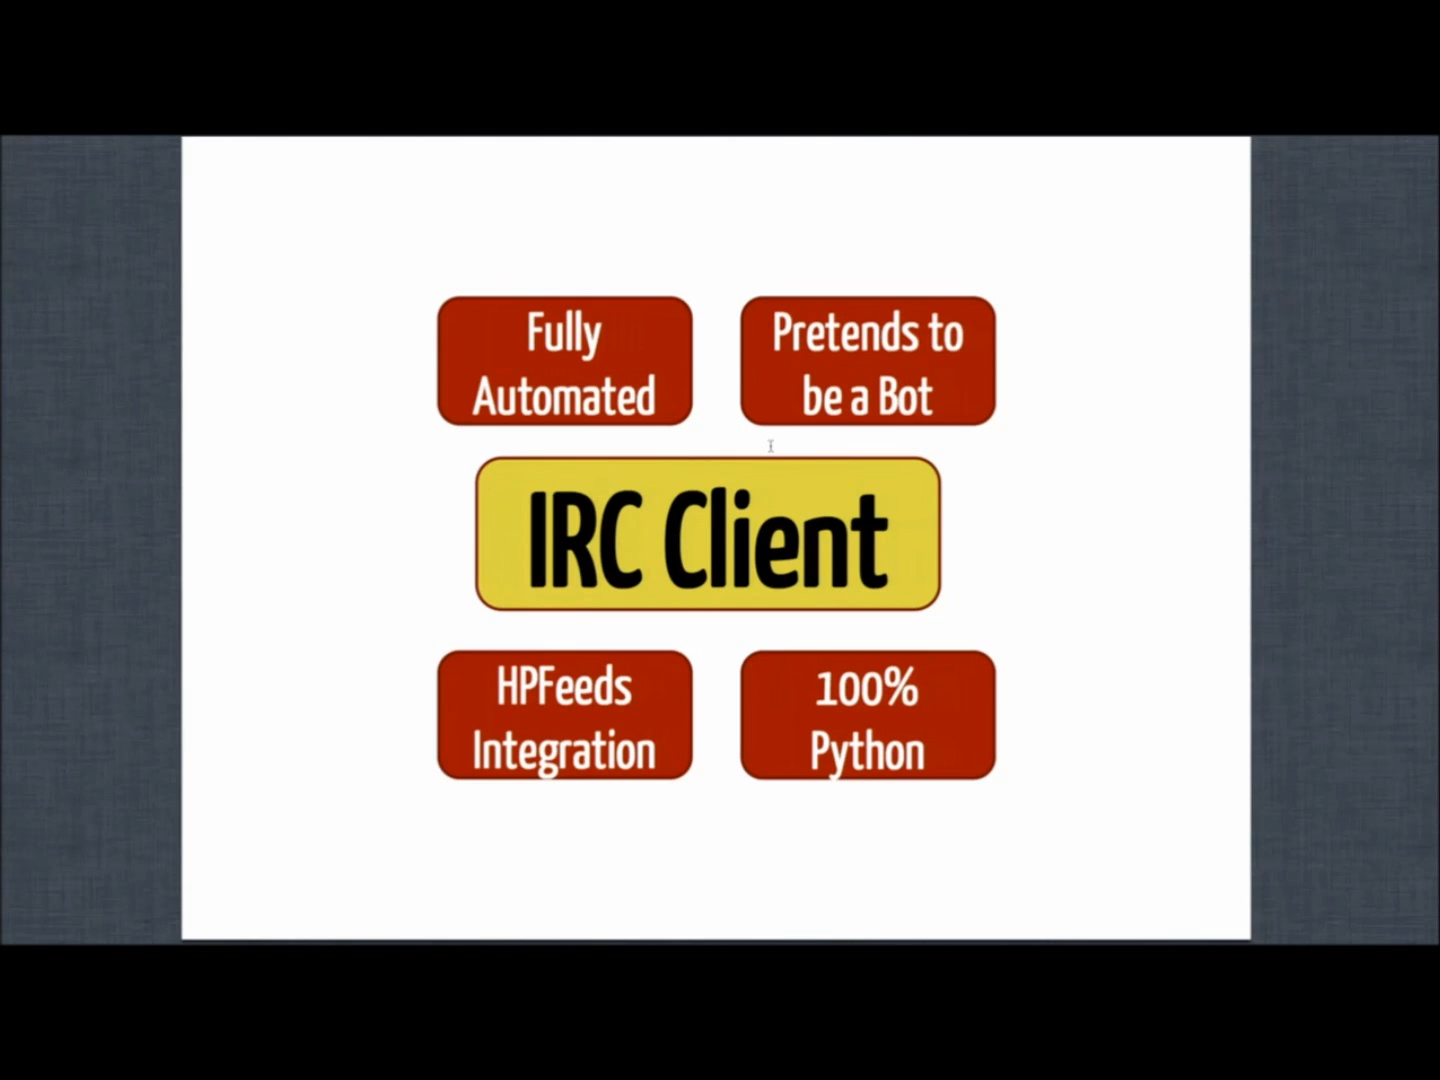 Fully
Automated
Pretends to
be a Bot
IRC Client
HPFeeds
Integration
100%
Python